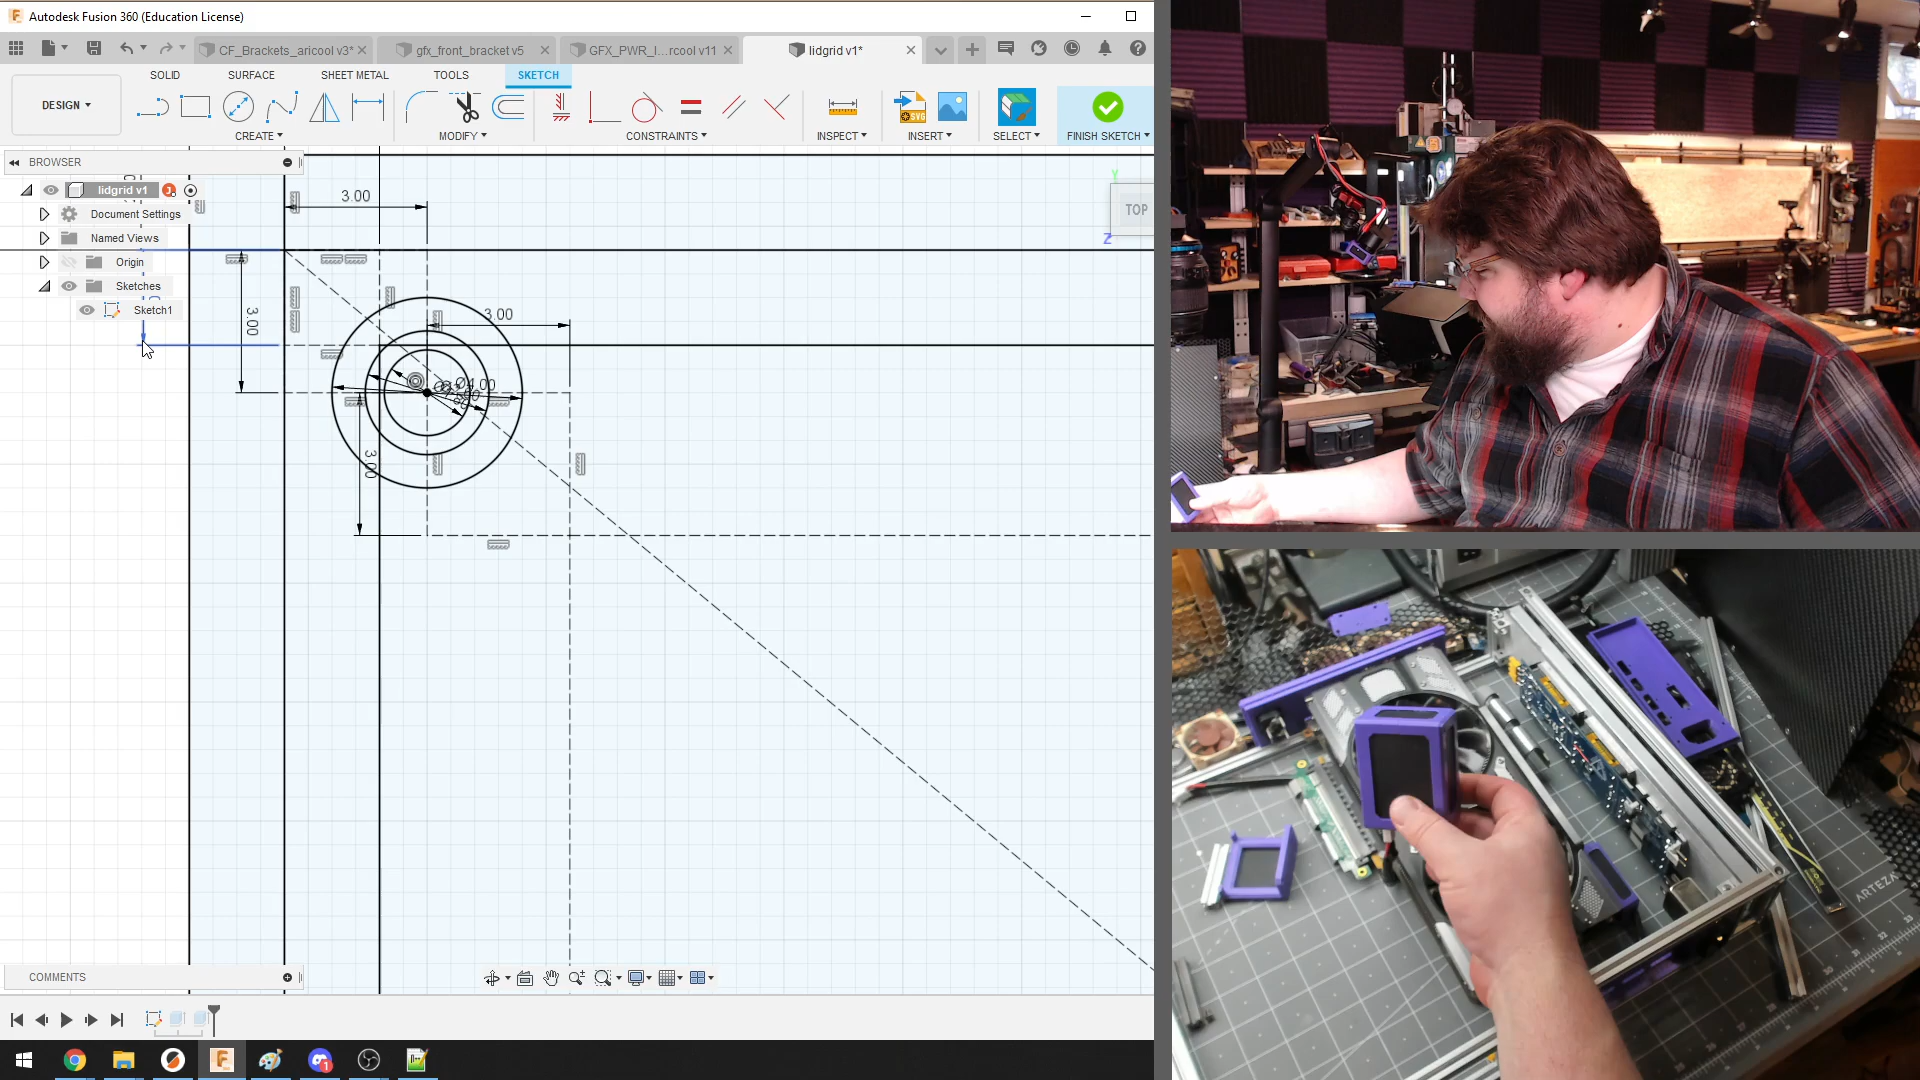 Autodesk Fusion 360 (Education License)
CF_Brackets_aricool v3*
gfx_front_bracket v5
GFX_PWR_I...rcool v11
lidgrid v1*
SOLID
SURFACE
SHEET METAL
TOOLS
SKETCH
DESIGN
CREATE
MODIFY
CONSTRAINTS
INSPECT
INSERT
SELECT
FINISH SKETCH
BROWSER
lidgrid v1
Document Settings
Named Views
Origin
Sketches
Sketch1
3.00
3.00
3.00
3.00
Ø4.00
TOP
Y
Z
COMMENTS
ARTEZA